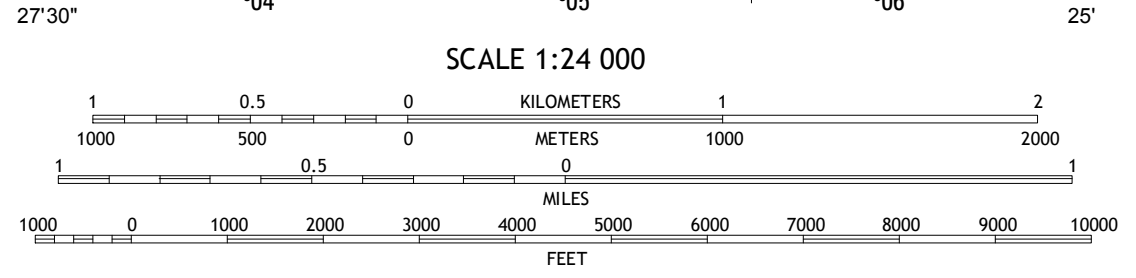 27'30" 04 05 06 25'
SCALE 1:24 000
1 0.5 0 KILOMETERS 1 2
1000 500 0 METERS 1000 2000
1 0.5 0 1
MILES
1000 0 1000 2000 3000 4000 5000 6000 7000 8000 9000 10000
FEET